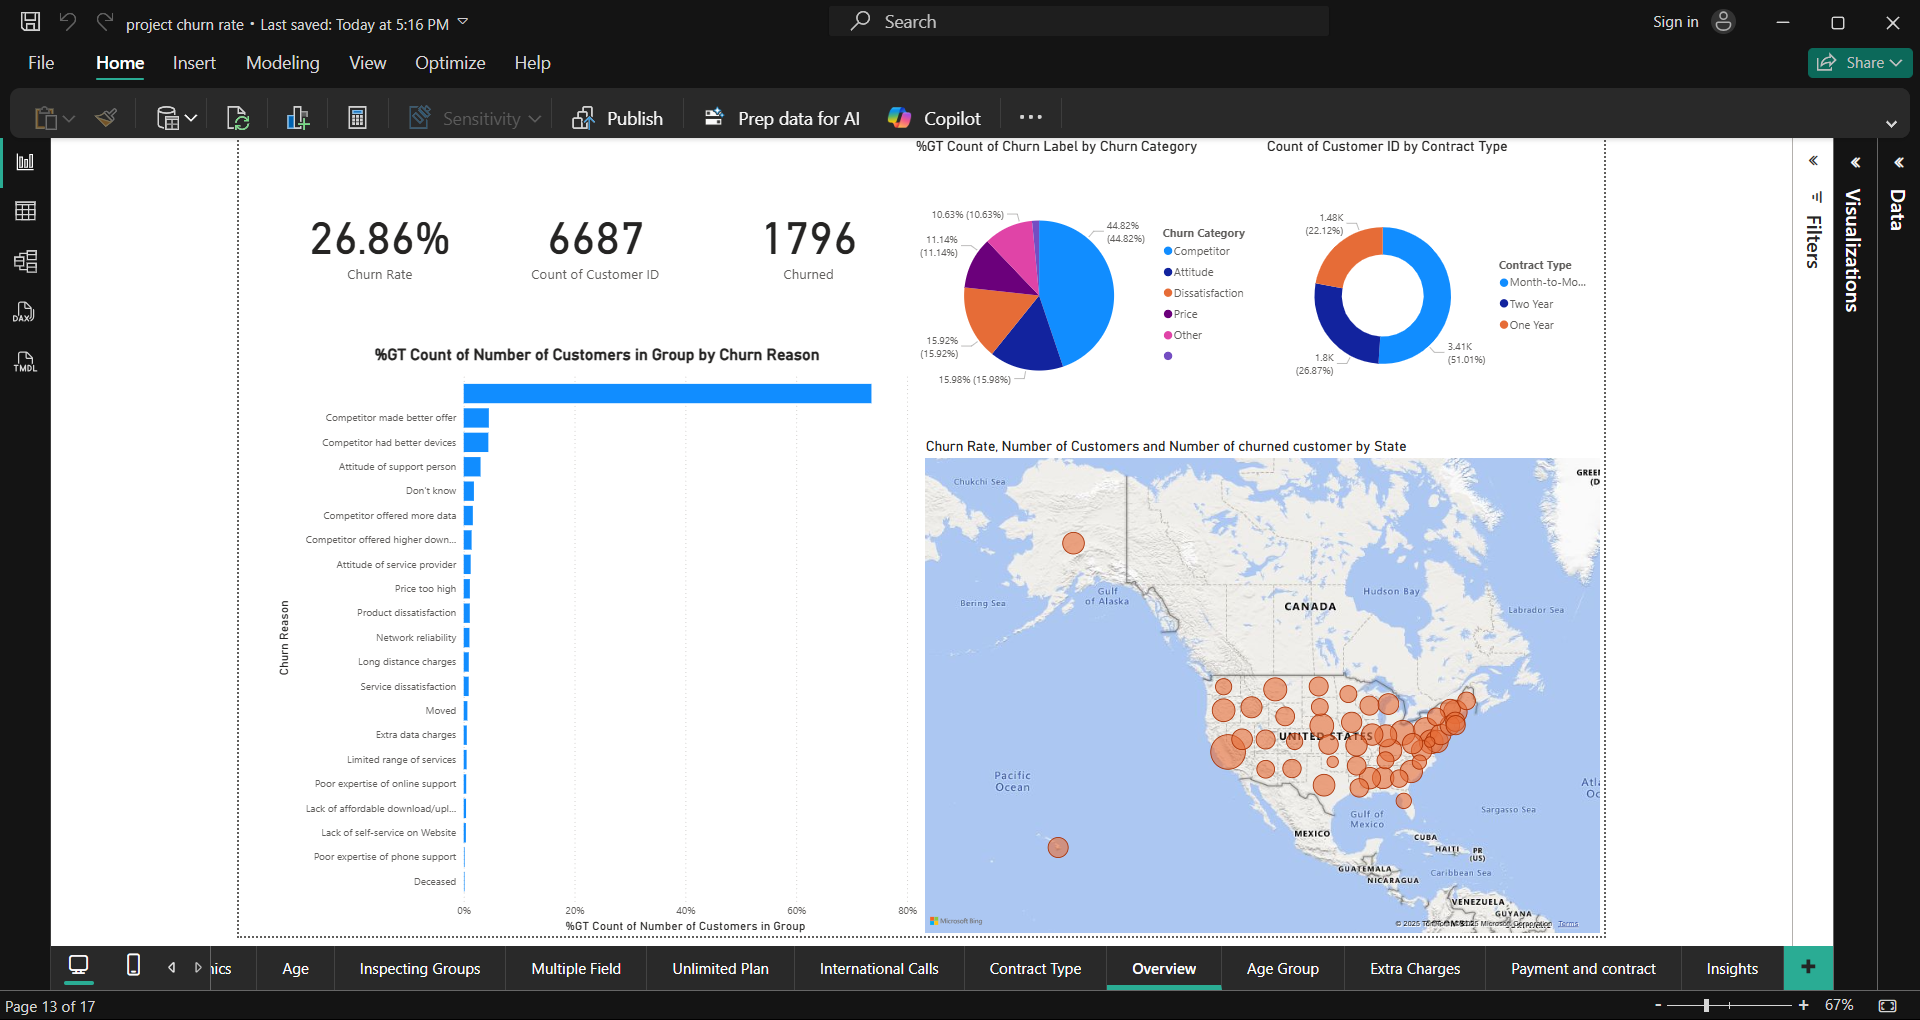 project churn rate • Last saved: Today at 5:16 PM
Search
Sign in
File
Home
Insert
Modeling
View
Optimize
Help
Share
Sensitivity
Publish
Prep data for AI
Copilot
DAX
TMDL
Filters
Visualizations
Data
26.86%
Churn Rate
6687
Count of Customer ID
1796
Churned
%GT Count of Churn Label by Churn Category
10.63% (10.63%)
11.14%
(11.14%)
15.92%
(15.92%)
15.98% (15.98%)
44.82%
(44.82%)
Churn Category
Competitor
Attitude
Dissatisfaction
Price
Other
Count of Customer ID by Contract Type
1.48K
(22.12%)
1.8K
(26.87%)
3.41K
(51.01%)
Contract Type
Month-to-Mo...
Two Year
One Year
%GT Count of Number of Customers in Group by Churn Reason
Churn Reason
Competitor made better offer
Competitor had better devices
Attitude of support person
Don't know
Competitor offered more data
Competitor offered higher down...
Attitude of service provider
Price too high
Product dissatisfaction
Network reliability
Long distance charges
Service dissatisfaction
Moved
Extra data charges
Limited range of services
Poor expertise of online support
Lack of affordable download/upl...
Lack of self-service on Website
Poor expertise of phone support
Deceased
0%
20%
40%
60%
80%
%GT Count of Number of Customers in Group
Churn Rate, Number of Customers and Number of churned customer by State
Chukchi Sea
GREEI
(D
Bering Sea
Gulf
of Alaska
CANADA
Hudson Bay
Labrador Sea
UNITED STATES
Pacific
Ocean
Atl
Oc
Sargasso Sea
Gulf of
Mexico
MEXICO
CUBA
HAITI
PR
(US)
GUATEMALA
NICARAGUA
Caribbean Sea
VENEZUELA
GUYANA
Microsoft Bing
© 2025 Microsoft Corporation
Terms
nics
Age
Inspecting Groups
Multiple Field
Unlimited Plan
International Calls
Contract Type
Overview
Age Group
Extra Charges
Payment and contract
Insights
+
Page 13 of 17
- + 67%